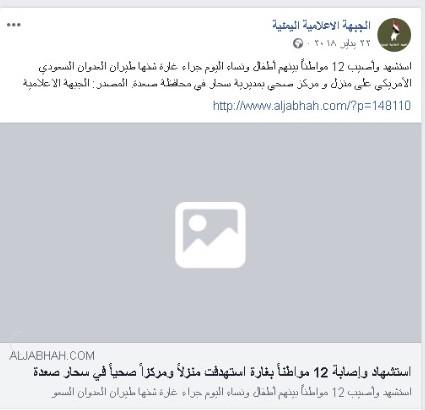 الجبهة الاعلامية اليمنية
٢٢ يناير ٢٠١٨ ·
استشهد وأصيب 12 مواطناً بينهم أطفال ونساء اليوم جراء غارة شنها طيران العدوان السعودي
الأمريكي على منزل و مركز صحي بمديرية سحار في محافظة صعدة. المصدر: الجبهة الاعلامية
http://www.aljabhah.com/?p=148110
ALJABHAH.COM
استشهاد وإصابة 12 مواطناً بغارة استهدفت منزلاً ومركزاً صحياً في سحار صعدة
استشهد وأصيب 12 مواطناً بينهم أطفال ونساء اليوم جراء غارة شنها طيران العدوان السعو